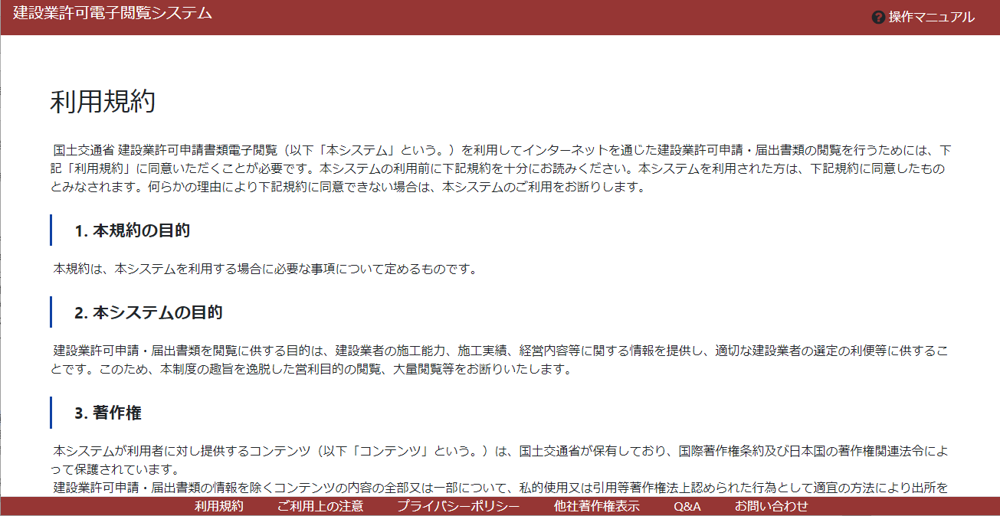 建設業許可電子閲覧システム
? 操作マニュアル
利用規約
国土交通省 建設業許可申請書類電子閲覧（以下「本システム」という。）を利用してインターネットを通じた建設業許可申請・届出書類の閲覧を行うためには、下
記「利用規約」に同意いただくことが必要です。本システムの利用前に下記規約を十分にお読みください。本システムを利用された方は、下記規約に同意したもの
とみなされます。何らかの理由により下記規約に同意できない場合は、本システムのご利用をお断りします。
1. 本規約の目的
本規約は、本システムを利用する場合に必要な事項について定めるものです。
2. 本システムの目的
建設業許可申請・届出書類を閲覧に供する目的は、建設業者の施工能力、施工実績、経営内容等に関する情報を提供し、適切な建設業者の選定の利便等に供するこ
とです。このため、本制度の趣旨を逸脱した営利目的の閲覧、大量閲覧等をお断りいたします。
3. 著作権
本システムが利用者に対し提供するコンテンツ（以下「コンテンツ」という。）は、国土交通省が保有しており、国際著作権条約及び日本国の著作権関連法令によ
って保護されています。
建設業許可申請・届出書類の情報を除くコンテンツの内容の全部又は一部について、私的使用又は引用等著作権法上認められた行為として適宜の方法により出所を
利用規約 ご利用上の注意 プライバシーポリシー 他社著作権表示 Q&A お問い合わせ